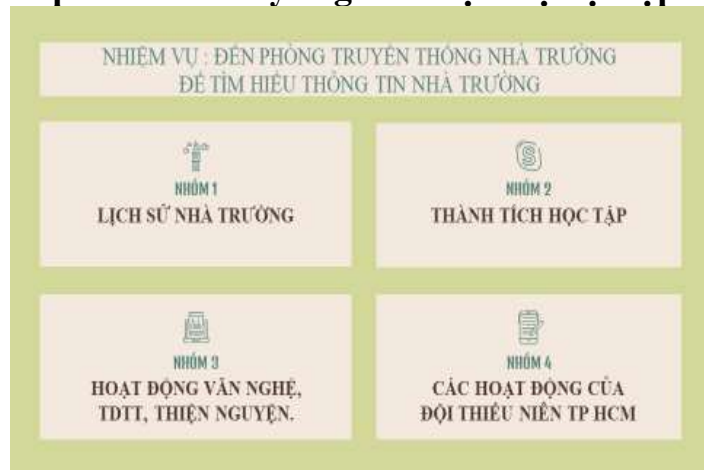 NHIỆM VỤ : ĐẾN PHÒNG TRUYỀN THỐNG NHÀ TRƯỜNG
ĐỂ TÌM HIỂU THÔNG TIN NHÀ TRƯỜNG
NHÓM 1
LỊCH SỬ NHÀ TRƯỜNG
NHÓM 2
THÀNH TÍCH HỌC TẬP
NHÓM 3
HOẠT ĐỘNG VĂN NGHỆ,
TDTT, THIỆN NGUYỆN.
NHÓM 4
CÁC HOẠT ĐỘNG CỦA
ĐỘI THIẾU NIÊN TP HCM